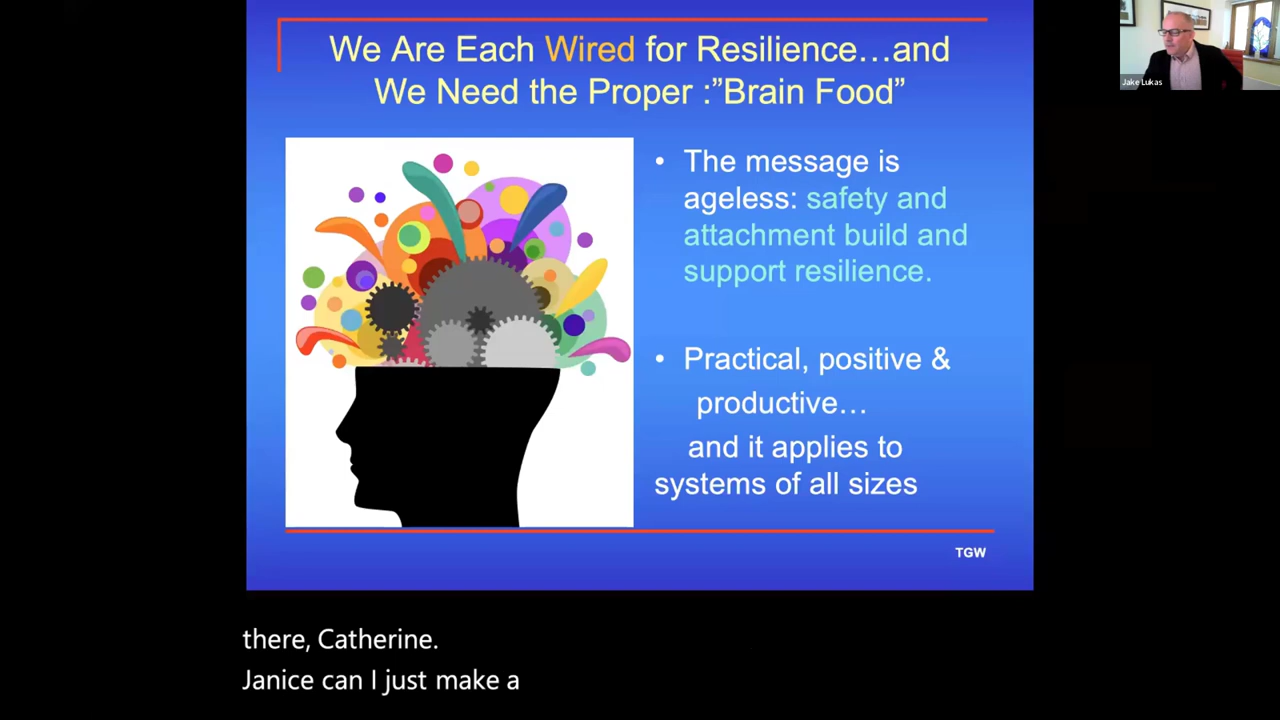 We Are Each Wired for Resilience…and
We Need the Proper :”Brain Food”
• The message is
ageless: safety and
attachment build and
support resilience.
• Practical, positive &
productive…
and it applies to
systems of all sizes
TGW
Jake Lukas
there, Catherine.
Janice can I just make a